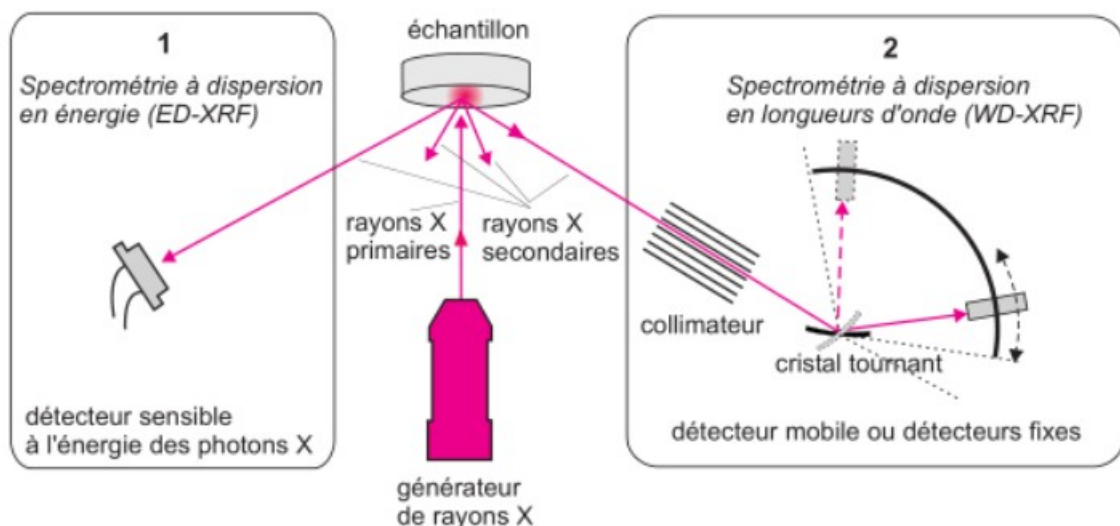 1
Spectrométrie à dispersion
en énergie (ED-XRF)
détecteur sensible
à l'énergie des photons X
échantillon
rayons X
primaires
rayons X
secondaires
générateur
de rayons X
2
Spectrométrie à dispersion
en longueurs d'onde (WD-XRF)
collimateur
cristal tournant
détecteur mobile ou détecteurs fixes